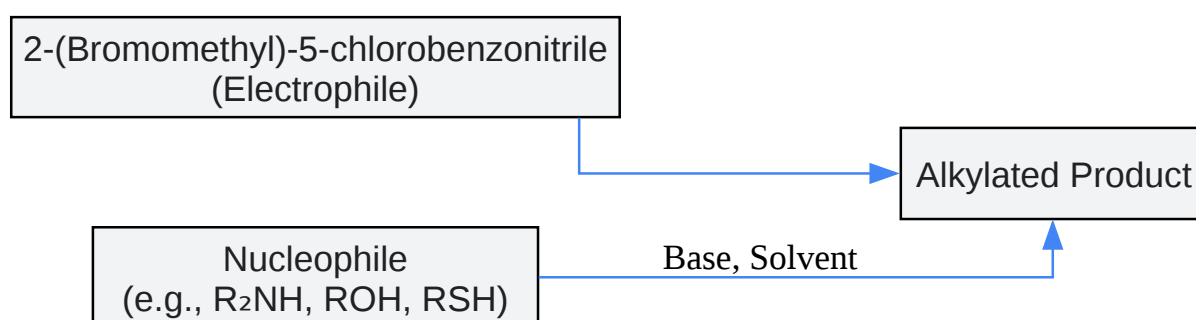 2-(Bromomethyl)-5-chlorobenzonitrile
(Electrophile)
Alkylated Product
Nucleophile
(e.g., R₂NH, ROH, RSH)
Base, Solvent